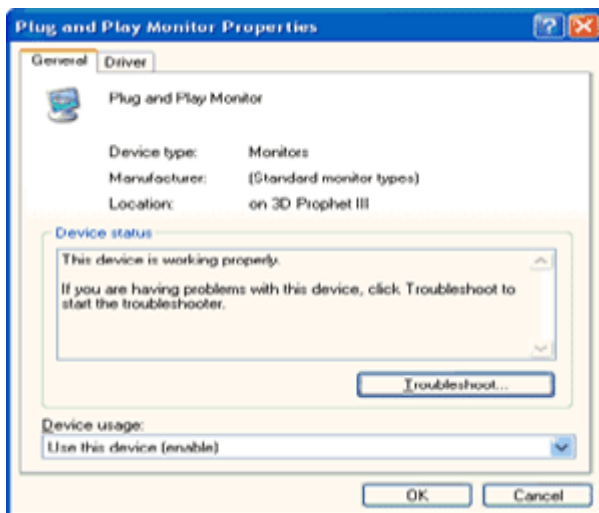 Plug and Play Monitor Properties
General Driver
Plug and Play Monitor
Device type: Monitors
Manufacturer: (Standard monitor types)
Location: on 3D Prophet III
Device status
This device is working properly.
If you are having problems with this device, click Troubleshoot to
start the troubleshooter.
Troubleshoot...
Device usage:
Use this device (enable)
OK Cancel